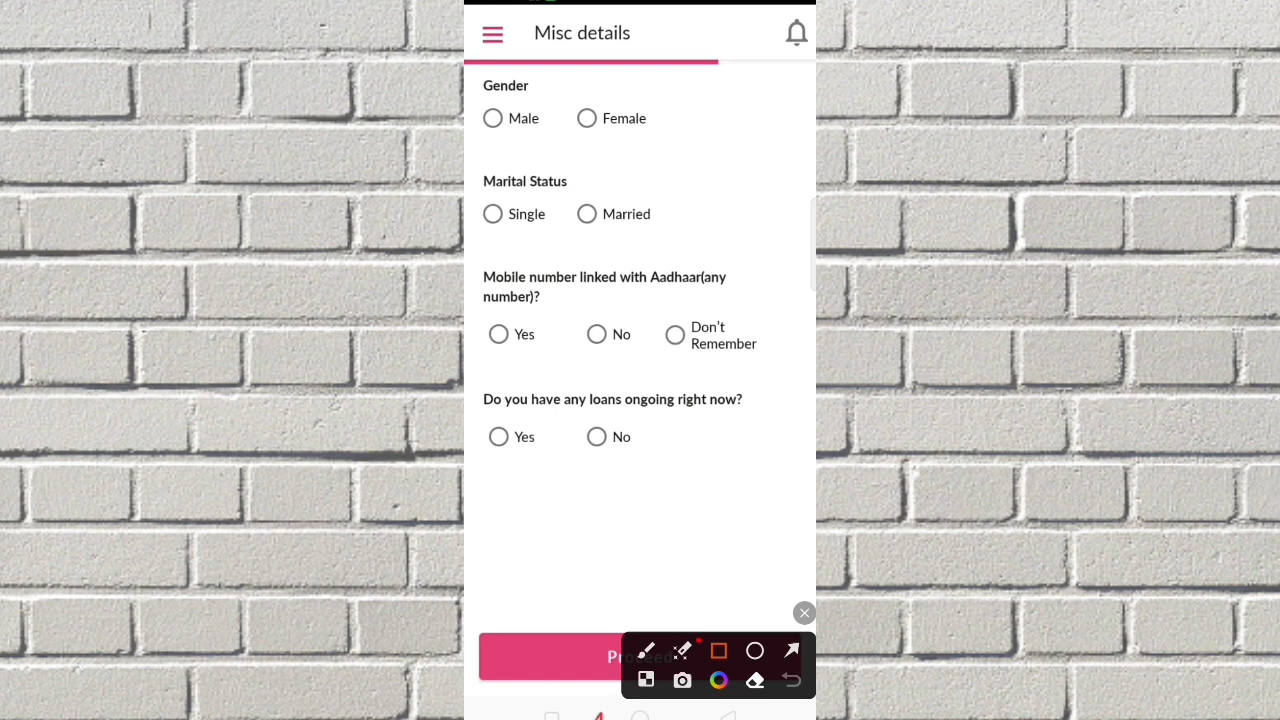 Misc details
Gender
Male Female
Marital Status
Single Married
Mobile number linked with Aadhaar(any
number)?
Yes No Don't
Remember
Do you have any loans ongoing right now?
Yes No
Proceed